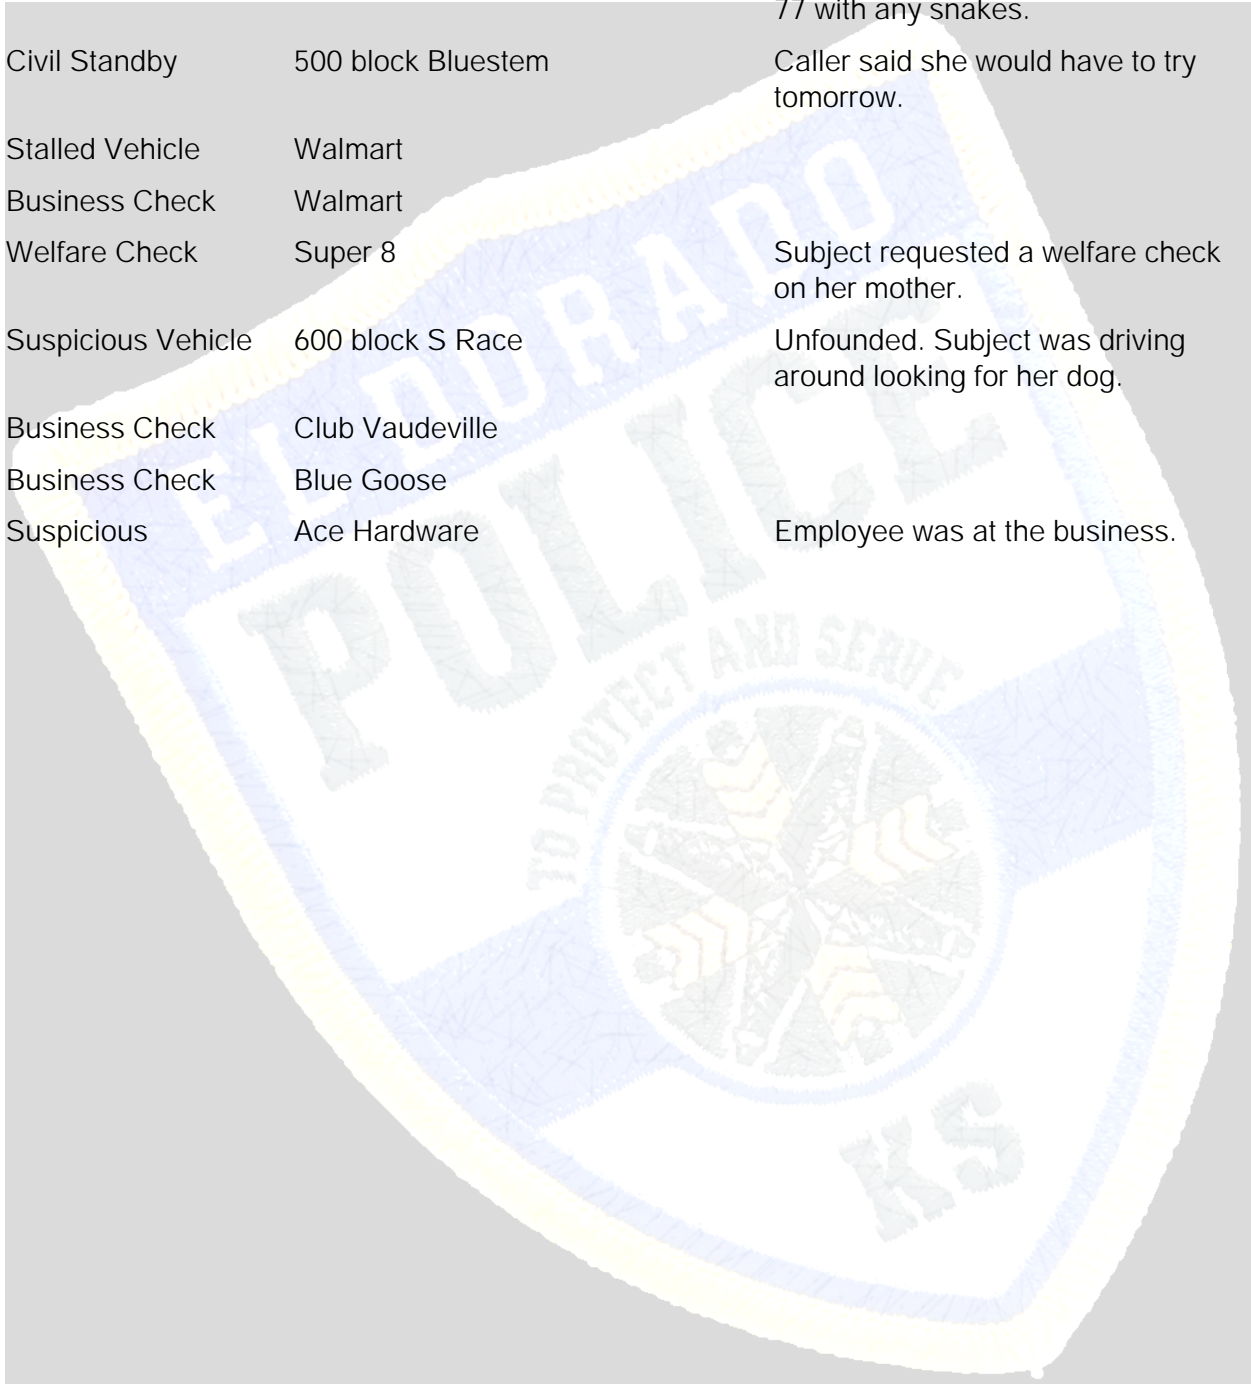 77 with any snakes.
Civil Standby 500 block Bluestem Caller said she would have to try
tomorrow.
Stalled Vehicle Walmart
Business Check Walmart
Welfare Check Super 8 Subject requested a welfare check
on her mother.
Suspicious Vehicle 600 block S Race Unfounded. Subject was driving
around looking for her dog.
Business Check Club Vaudeville
Business Check Blue Goose
Suspicious Ace Hardware Employee was at the business.
EL DORADO
POLICE
TO PROTECT AND SERVE
KS